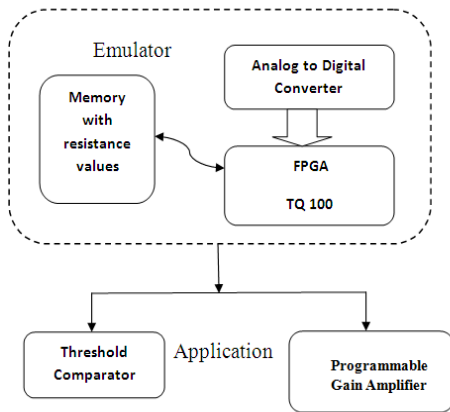 Emulator
Analog to Digital
Converter
Memory
with
resistance
values
FPGA
TQ 100
Threshold
Comparator
Application
Programmable
Gain Amplifier